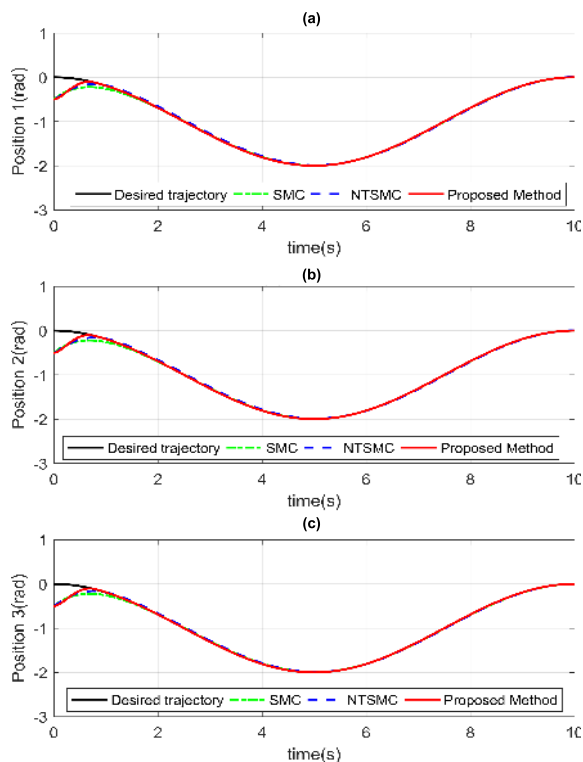 (a)
1
0
-1
-2
-3
Position 1(rad)
Desired trajectory SMC NTSMC Proposed Method
0 2 4 6 8 10
time(s)
(b)
1
0
-1
-2
-3
Position 2(rad)
Desired trajectory SMC NTSMC Proposed Method
0 2 4 6 8 10
time(s)
(c)
1
0
-1
-2
-3
Position 3(rad)
Desired trajectory SMC NTSMC Proposed Method
0 2 4 6 8 10
time(s)